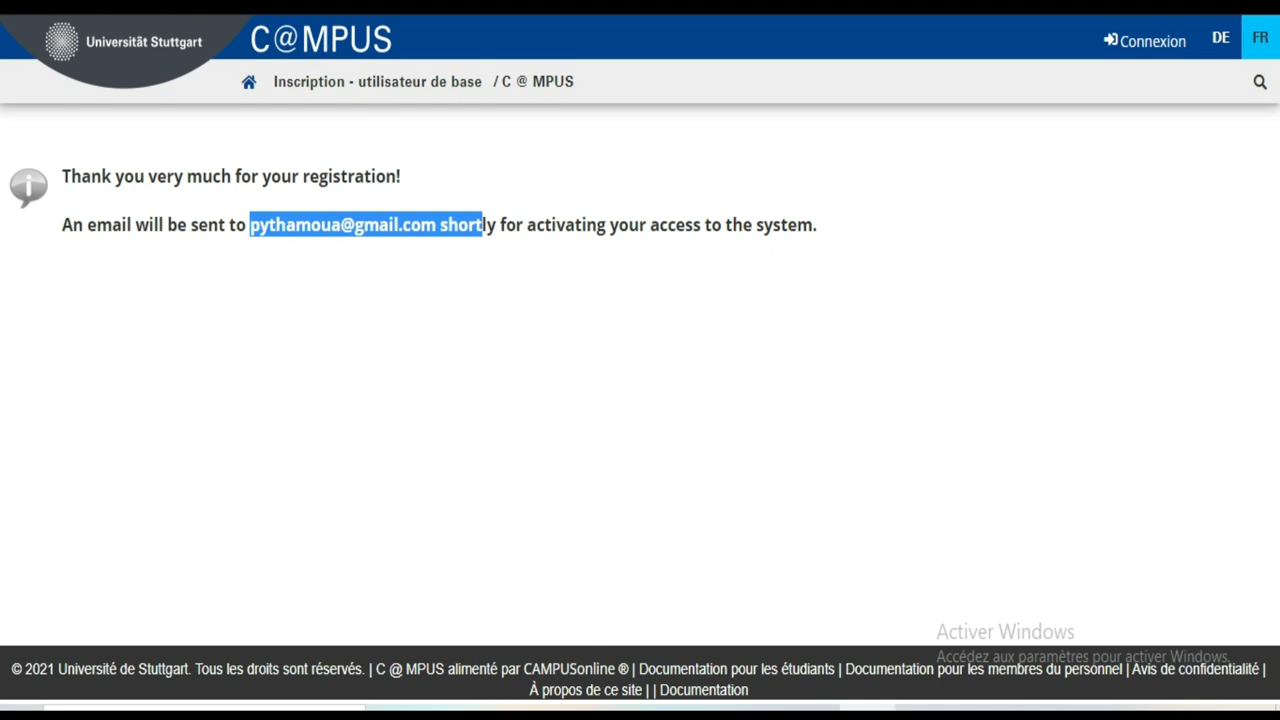 Universität Stuttgart
C@MPUS
Connexion
DE
FR
Inscription - utilisateur de base / C @ MPUS
Thank you very much for your registration!
An email will be sent to pythamoua@gmail.com shortly for activating your access to the system.
Activer Windows
Accédez aux paramètres pour activer Windows.
© 2021 Université de Stuttgart. Tous les droits sont réservés. | C @ MPUS alimenté par CAMPUSonline ® | Documentation pour les étudiants | Documentation pour les membres du personnel | Avis de confidentialité |
À propos de ce site | | Documentation